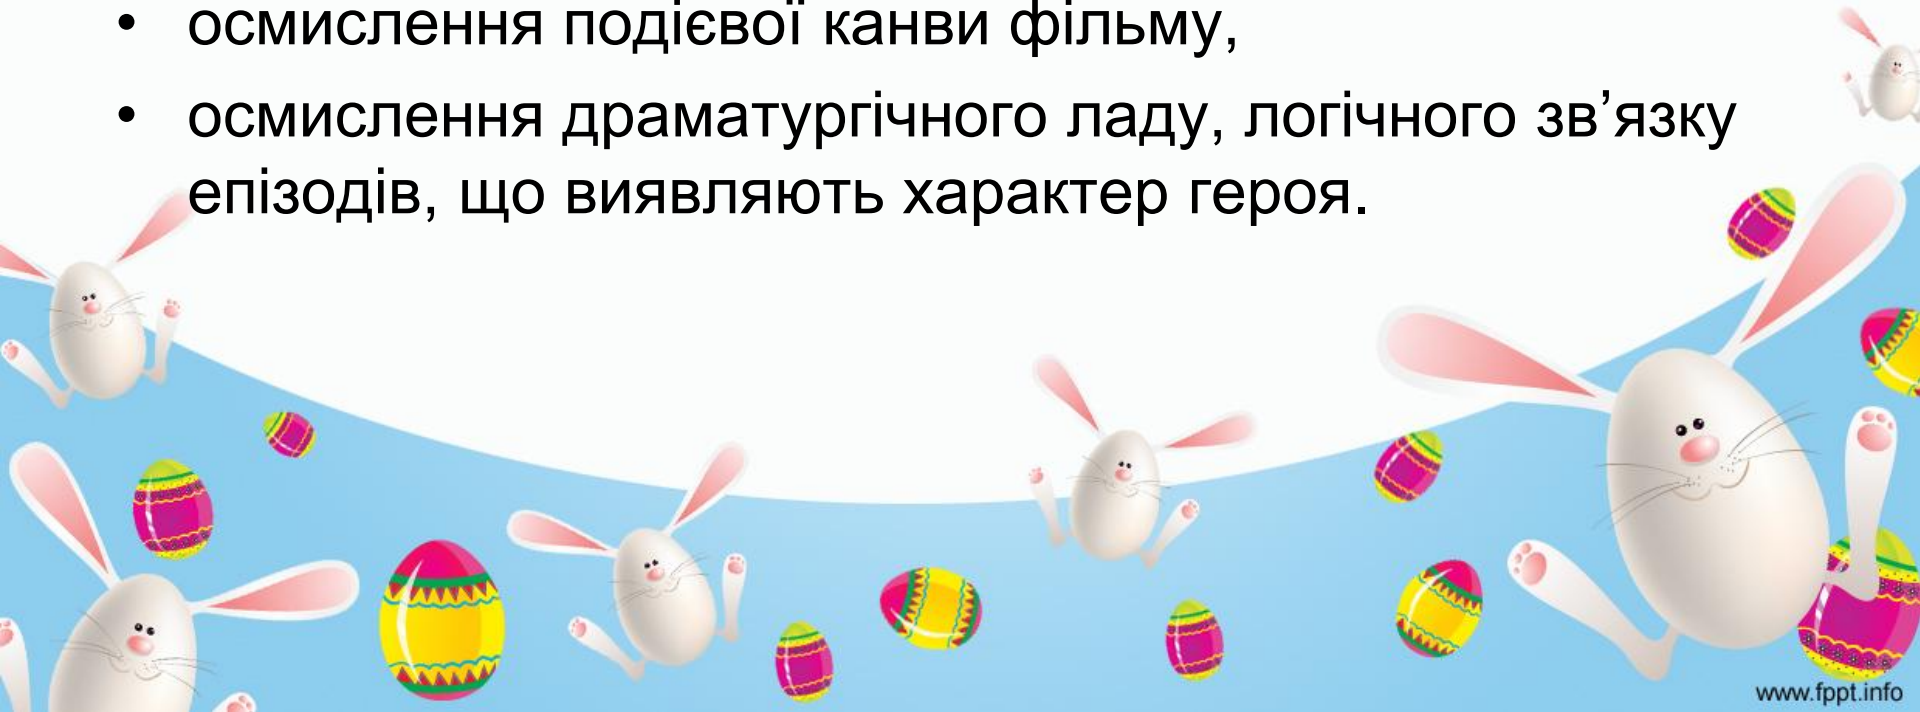 • осмислення подієвої канви фільму,
• осмислення драматургічного ладу, логічного зв’язку
епізодів, що виявляють характер героя.
www.fppt.info